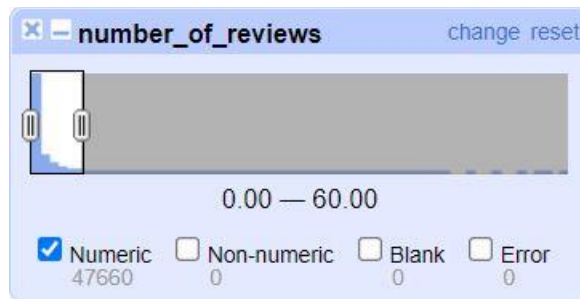 number_of_reviews change reset
0.00 — 60.00
Numeric Non-numeric Blank Error
47660 0 0 0